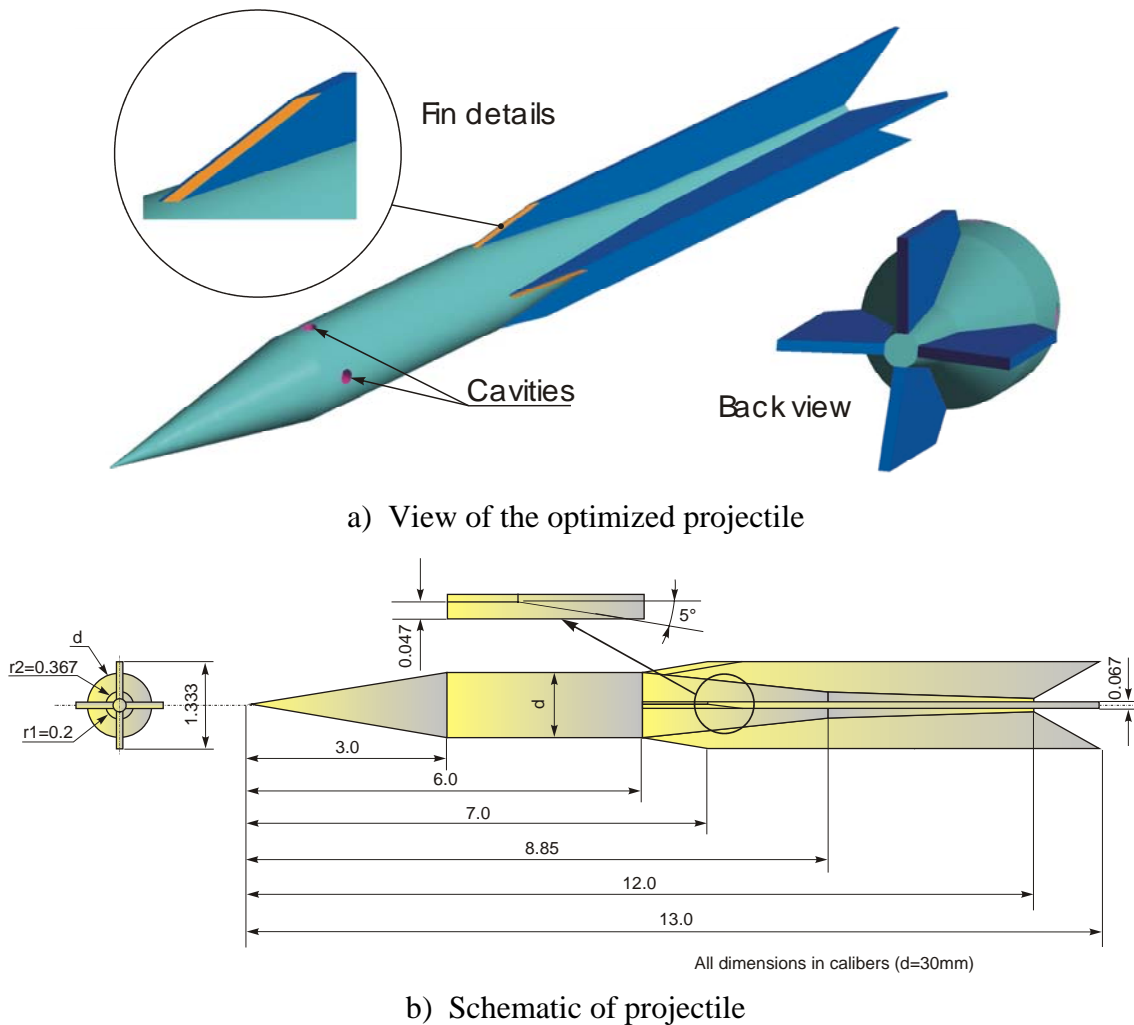 Fin details
Cavities
Back view
a) View of the optimized projectile
0.047
5°
d
r2=0.367
r1=0.2
1.333
d
0.067
3.0
6.0
7.0
8.85
12.0
13.0
All dimensions in calibers (d=30mm)
b) Schematic of projectile